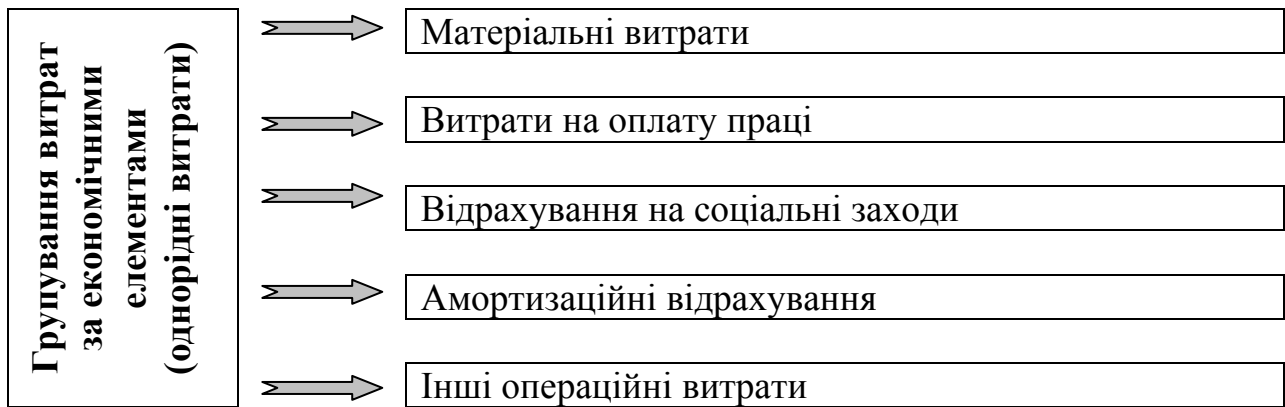 Групування витрат
за економічними
елементами
(однорідні витрати)
Матеріальні витрати
Витрати на оплату праці
Відрахування на соціальні заходи
Амортизаційні відрахування
Інші операційні витрати